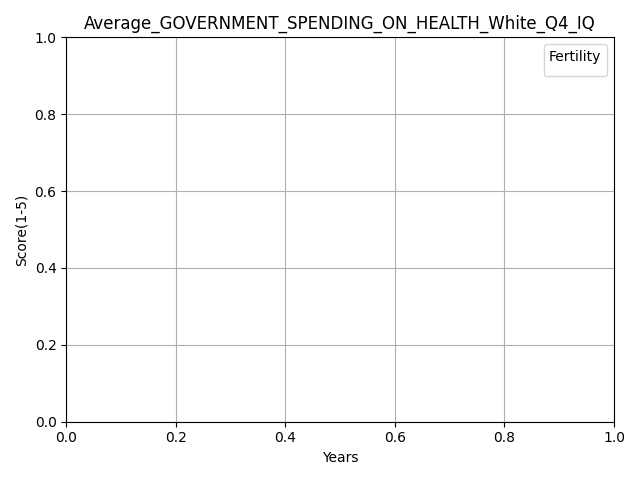 Average_GOVERNMENT_SPENDING_ON_HEALTH_White_Q4_IQ
Fertility
1.0
0.8
0.6
0.4
0.2
0.0
Score(1-5)
0.0 0.2 0.4 0.6 0.8 1.0
Years